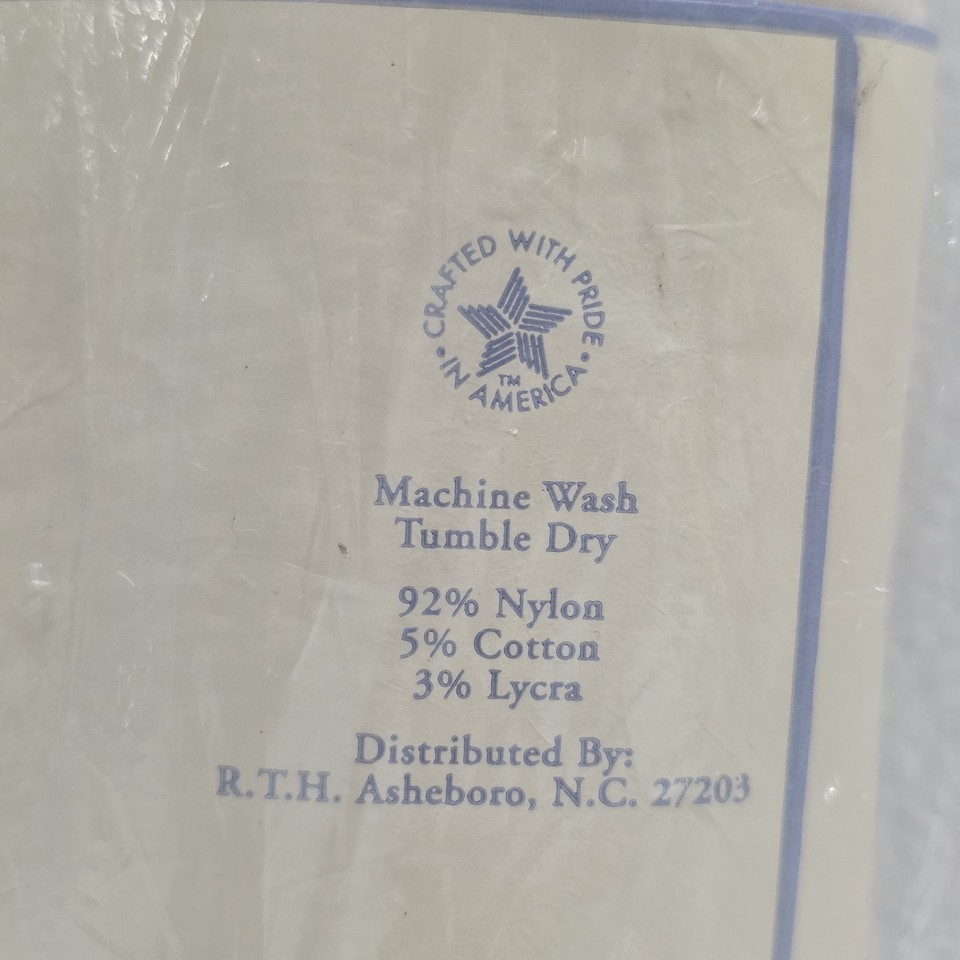 CRAFTED WITH PRIDE
• IN AMERICA •
TM
Machine Wash
Tumble Dry
92% Nylon
5% Cotton
3% Lycra
Distributed By:
R.T.H. Asheboro, N.C. 27203